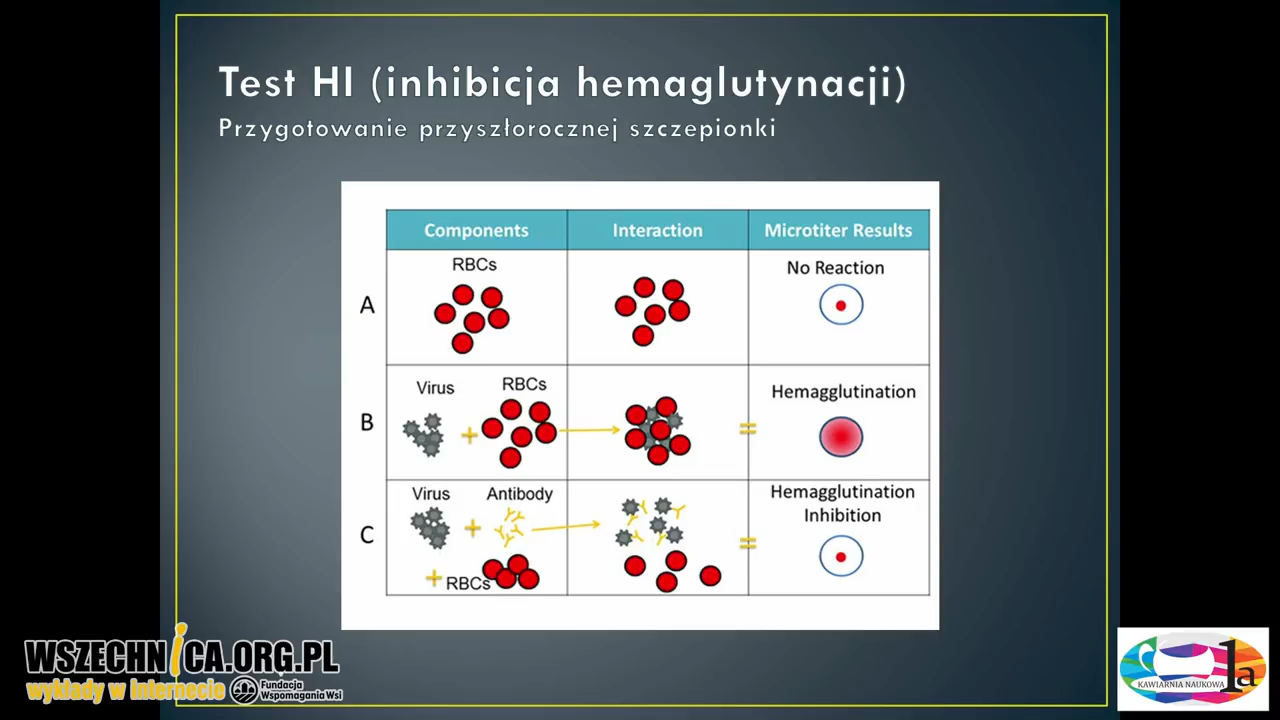 Test HI (inhibicja hemaglutynacji)
Przygotowanie przyszłorocznej szczepionki
Components Interaction Microtiter Results
A
RBCs
No Reaction
B
Virus
RBCs
Hemagglutination
C
Virus
Antibody
RBCs
Hemagglutination
Inhibition
WSZECHNiCA.ORG.PL
wykłady w internecie
Fundacja
Wspomagania Wsi
KAWIARNIA NAUKOWA
1a